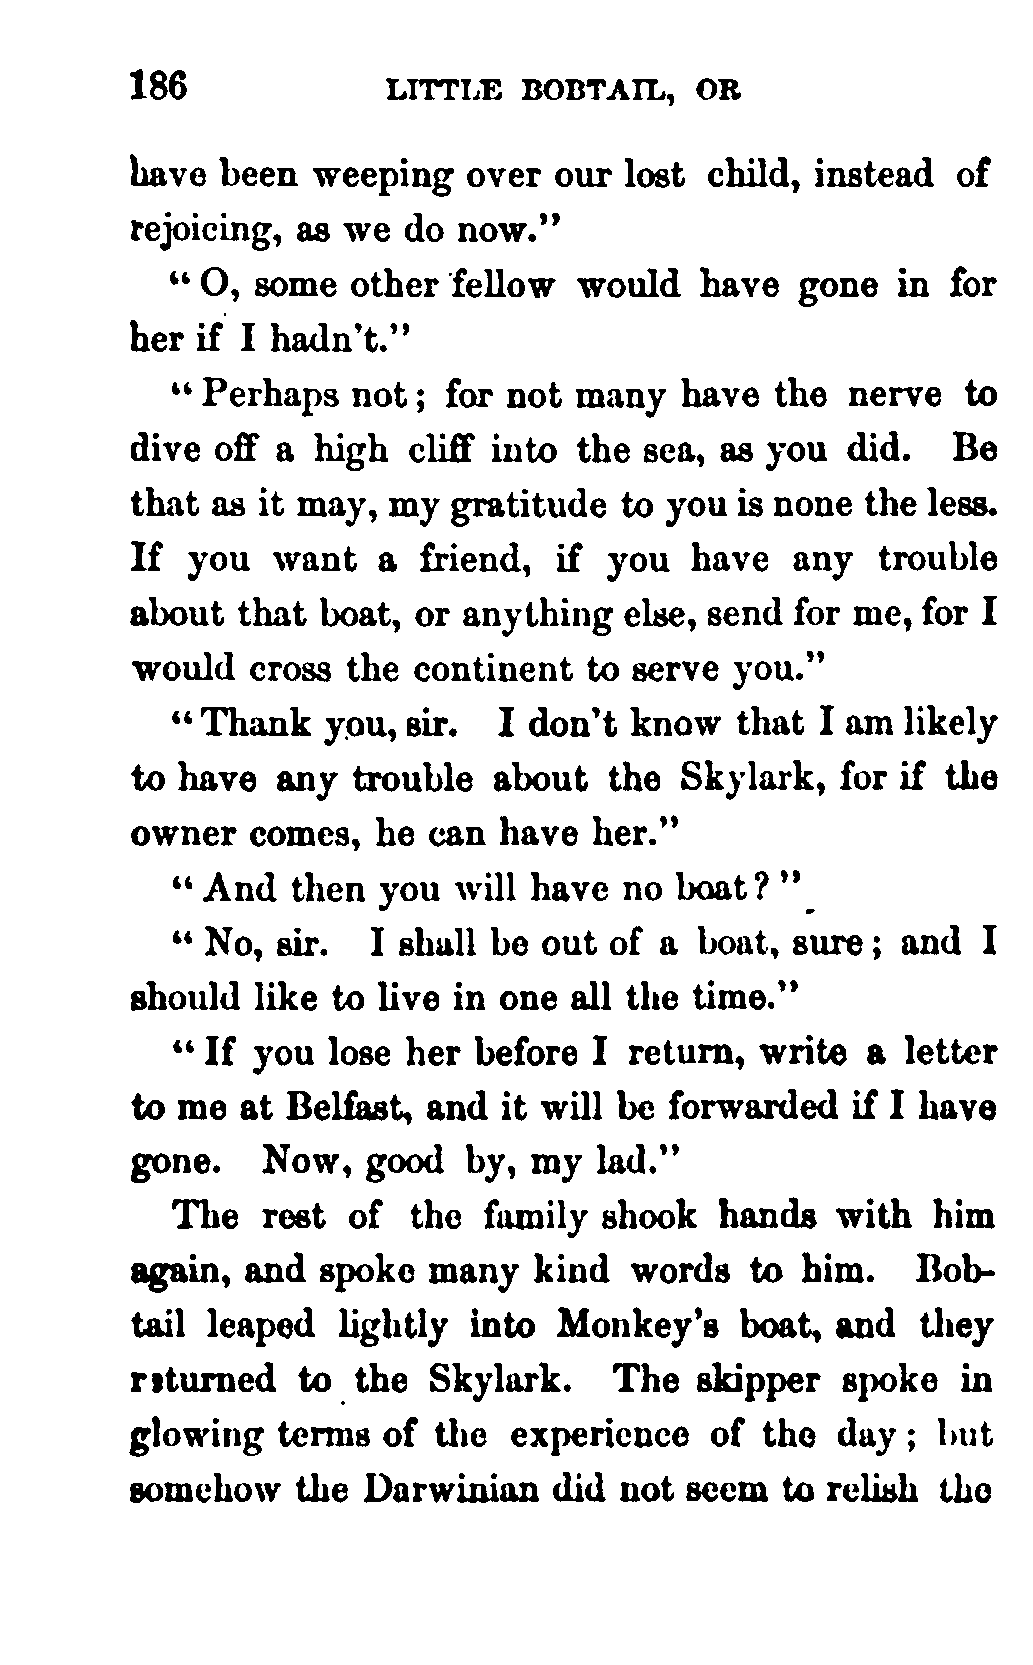 186 LITTLE BOBTAIL, OR
have been weeping over our lost child, instead of
rejoicing, as we do now."
"O, some other fellow would have gone in for
her if I hadn't."
"Perhaps not; for not many have the nerve to
dive off a high cliff into the sea, as you did. Be
that as it may, my gratitude to you is none the less.
If you want a friend, if you have any trouble
about that boat, or anything else, send for me, for I
would cross the continent to serve you."
"Thank you, sir. I don't know that I am likely
to have any trouble about the Skylark, for if the
owner comes, he can have her."
"And then you will have no boat?"
"No, sir. I shall be out of a boat, sure; and I
should like to live in one all the time."
"If you lose her before I return, write a letter
to me at Belfast, and it will be forwarded if I have
gone. Now, good by, my lad."
The rest of the family shook hands with him
again, and spoke many kind words to him. Bob-
tail leaped lightly into Monkey's boat, and they
returned to the Skylark. The skipper spoke in
glowing terms of the experience of the day; but
somehow the Darwinian did not seem to relish the